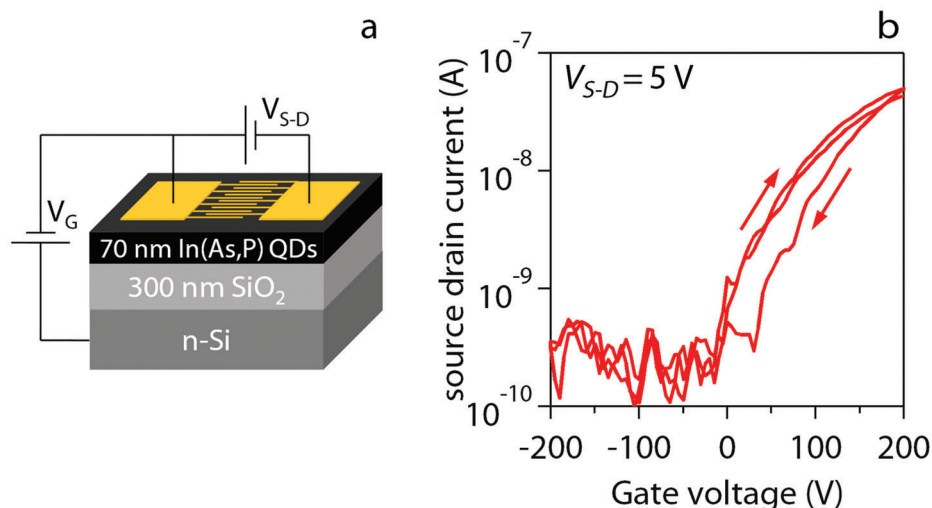 a
V_S-D
V_G
70 nm In(As,P) QDs
300 nm SiO₂
n-Si
b
V_S-D = 5 V
source drain current (A)
10⁻⁷
10⁻⁸
10⁻⁹
10⁻¹⁰
-200 -100 0 100 200
Gate voltage (V)